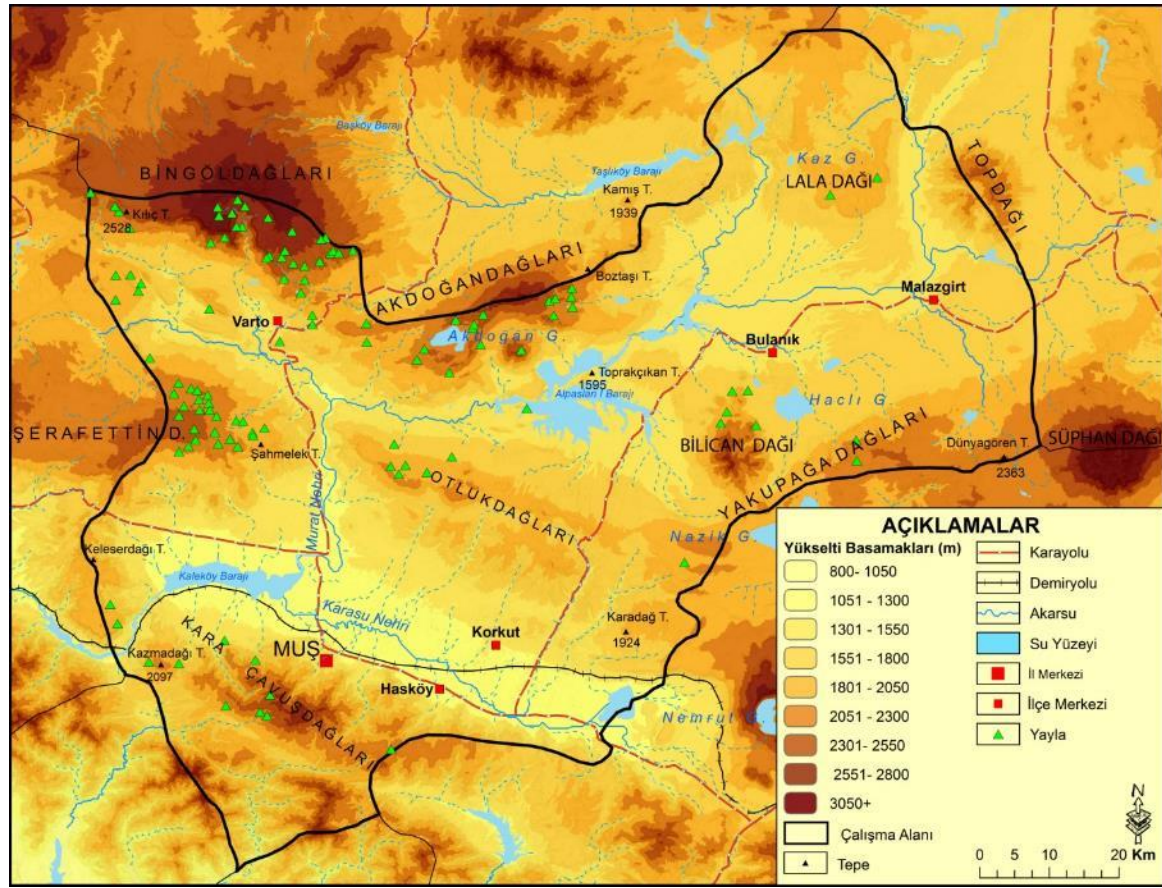 Başköy Barajı
BİNGÖLDAĞLARI
Taşlıköy Barajı
Kaz G.
LALA DAĞI
TOPDAĞI
Kamış T.
1939
Kılıç T.
2528
AKDOĞANDAĞLARI
Boztaşı T.
Malazgirt
Varto
Akdoğan G.
Bulanık
Toprakçıkan T.
1595
Alpaslan I Barajı
Haclı G.
ŞERAFETTİN D.
Şahmelek T.
BİLİCAN DAĞI
YAKUPAĞA DAĞLARI
Dünyagören T.
2363
SÜPHAN DAĞI
OTLUKDAĞLARI
Murat Nehri
Nazik G.
Keleserdağı T.
Kaleköy Barajı
Karasu Nehri
Karadağ T.
1924
Korkut
MUŞ
Kazmadağı T.
2097
KARA ÇAVUŞDAĞLARI
Hasköy
Nemrut G.
AÇIKLAMALAR
Yükselti Basamakları (m)
800- 1050
1051 - 1300
1301 - 1550
1551 - 1800
1801 - 2050
2051 - 2300
2301- 2550
2551 - 2800
3050+
Çalışma Alanı
Tepe
Karayolu
Demiryolu
Akarsu
Su Yüzeyi
İl Merkezi
İlçe Merkezi
Yayla
N
0 5 10 20 Km